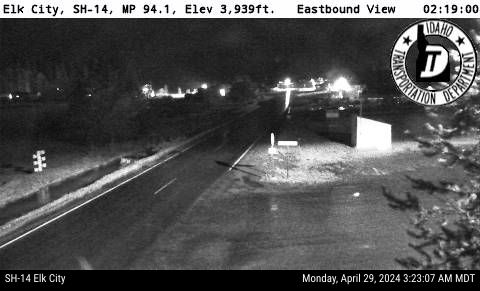 Elk City, SH-14, MP 94.1, Elev 3,939ft. Eastbound View 02:19:00
IDAHO
TRANSPORTATION DEPARTMENT
SH-14 Elk City Monday, April 29, 2024 3:23:07 AM MDT